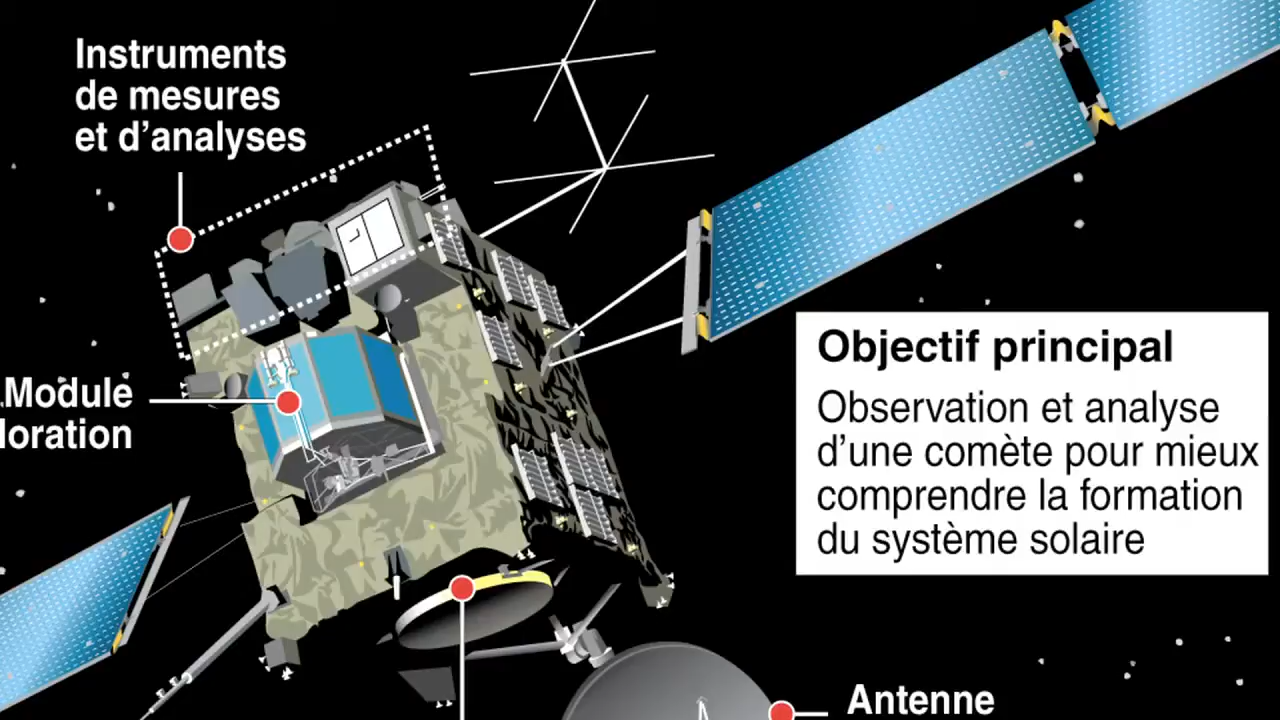 Instruments
de mesures
et d’analyses
Module
loration
Objectif principal
Observation et analyse
d’une comète pour mieux
comprendre la formation
du système solaire
Antenne